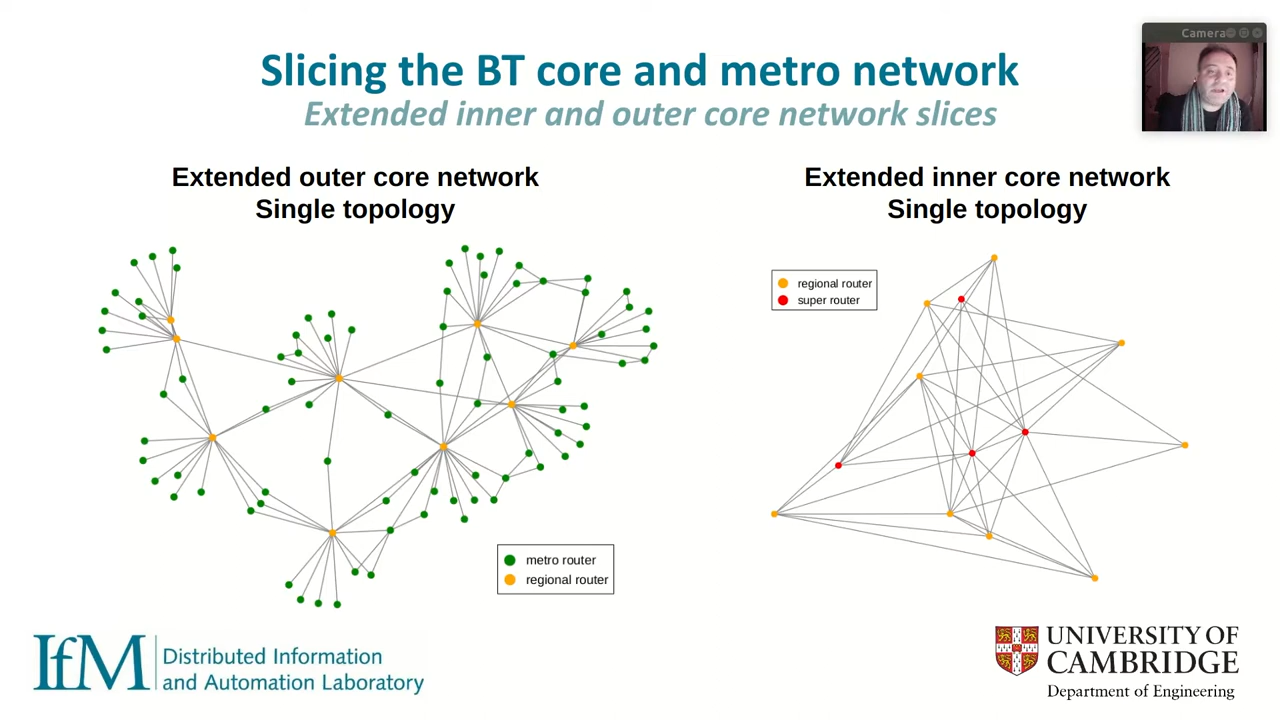 Camera
Slicing the BT core and metro network
Extended inner and outer core network slices
Extended outer core network
Single topology
Extended inner core network
Single topology
regional router
super router
metro router
regional router
IfM
Distributed Information
and Automation Laboratory
UNIVERSITY OF
CAMBRIDGE
Department of Engineering